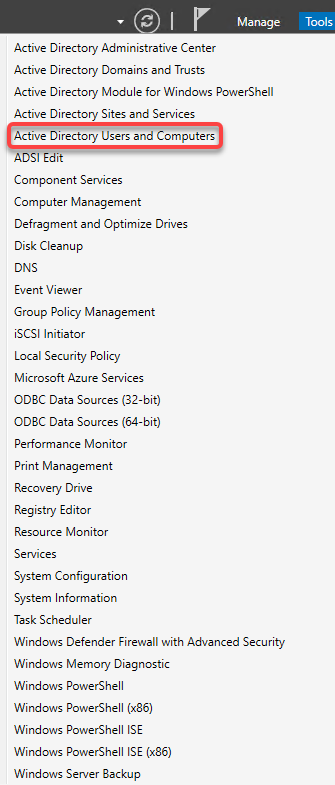 Manage Tools
Active Directory Administrative Center
Active Directory Domains and Trusts
Active Directory Module for Windows PowerShell
Active Directory Sites and Services
Active Directory Users and Computers
ADSI Edit
Component Services
Computer Management
Defragment and Optimize Drives
Disk Cleanup
DNS
Event Viewer
Group Policy Management
iSCSI Initiator
Local Security Policy
Microsoft Azure Services
ODBC Data Sources (32-bit)
ODBC Data Sources (64-bit)
Performance Monitor
Print Management
Recovery Drive
Registry Editor
Resource Monitor
Services
System Configuration
System Information
Task Scheduler
Windows Defender Firewall with Advanced Security
Windows Memory Diagnostic
Windows PowerShell
Windows PowerShell (x86)
Windows PowerShell ISE
Windows PowerShell ISE (x86)
Windows Server Backup